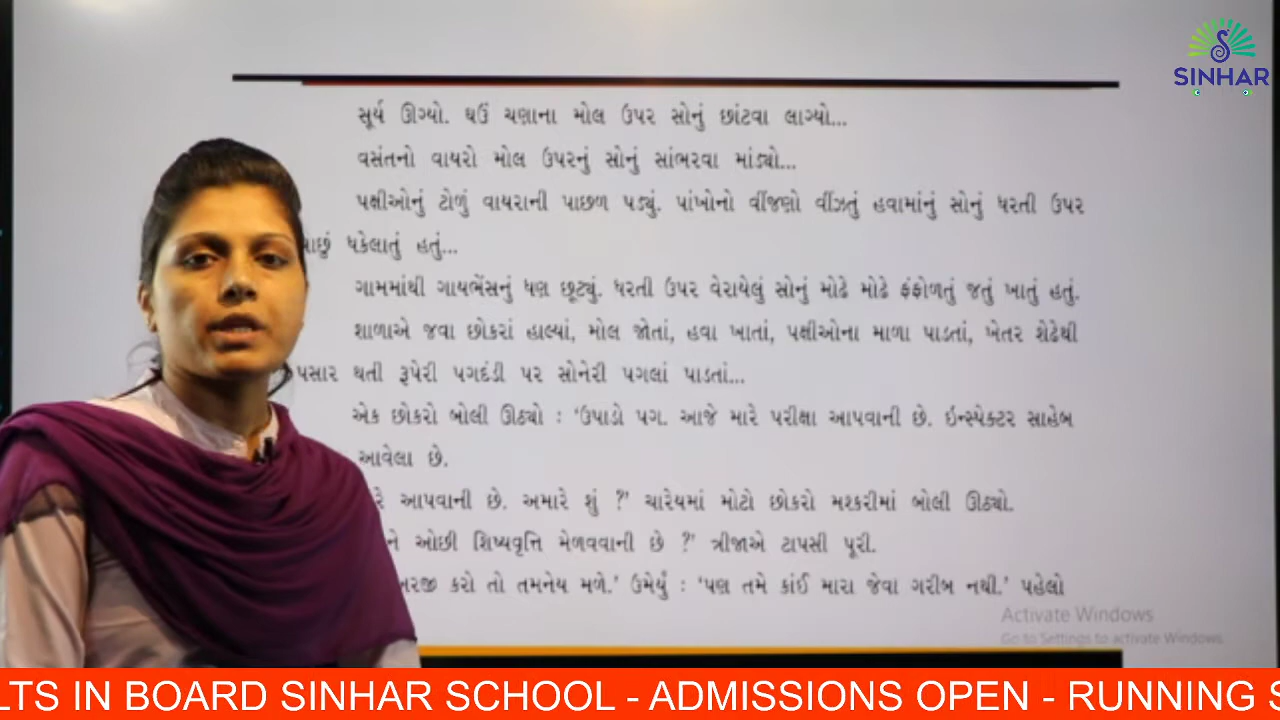 SINHAR
સૂર્ય ઊગ્યો. ઘઉં ચણાના મોલ ઉપર સોનું છાંટવા લાગ્યો...
વસંતનો વાયરો મોલ ઉપરનું સોનું સાંભરવા માંડ્યો...
પક્ષીઓનું ટોળું વાયરાની પાછળ પડ્યું. પાંખોનો વીંજણો વીંઝતું હવામાંનું સોનું ધરતી ઉપર
પાછું ધકેલાતું હતું...
ગામમાંથી ગાયભેંસનું ધણ છૂટ્યું. ધરતી ઉપર વેરાયેલું સોનું મોઢે મોઢે ફંફોળતું જતું ખાતું હતું.
શાળાએ જવા છોકરાં હાલ્યાં, મોલ જોતાં, હવા ખાતાં, પક્ષીઓના માળા પાડતાં, ખેતર શેઢેથી
પસાર થતી રૂપેરી પગદંડી પર સોનેરી પગલાં પાડતાં...
એક છોકરો બોલી ઊઠ્યો : ‘ઉપાડો પગ. આજે મારે પરીક્ષા આપવાની છે. ઇન્સ્પેક્ટર સાહેબ
આવેલા છે.
આપવાની છે. અમારે શું ?’ ચારેયમાં મોટો છોકરો મશ્કરીમાં બોલી ઊઠ્યો.
ઓછી શિષ્યવૃત્તિ મેળવવાની છે ?’ ત્રીજાએ ટાપસી પૂરી.
કરો તો તમનેય મળે.’ ઉમેર્યું : ‘પણ તમે કાંઈ મારા જેવા ગરીબ નથી.’ પહેલો
Activate Windows
Go to Settings to activate Windows.
LTS IN BOARD SINHAR SCHOOL - ADMISSIONS OPEN - RUNNING S